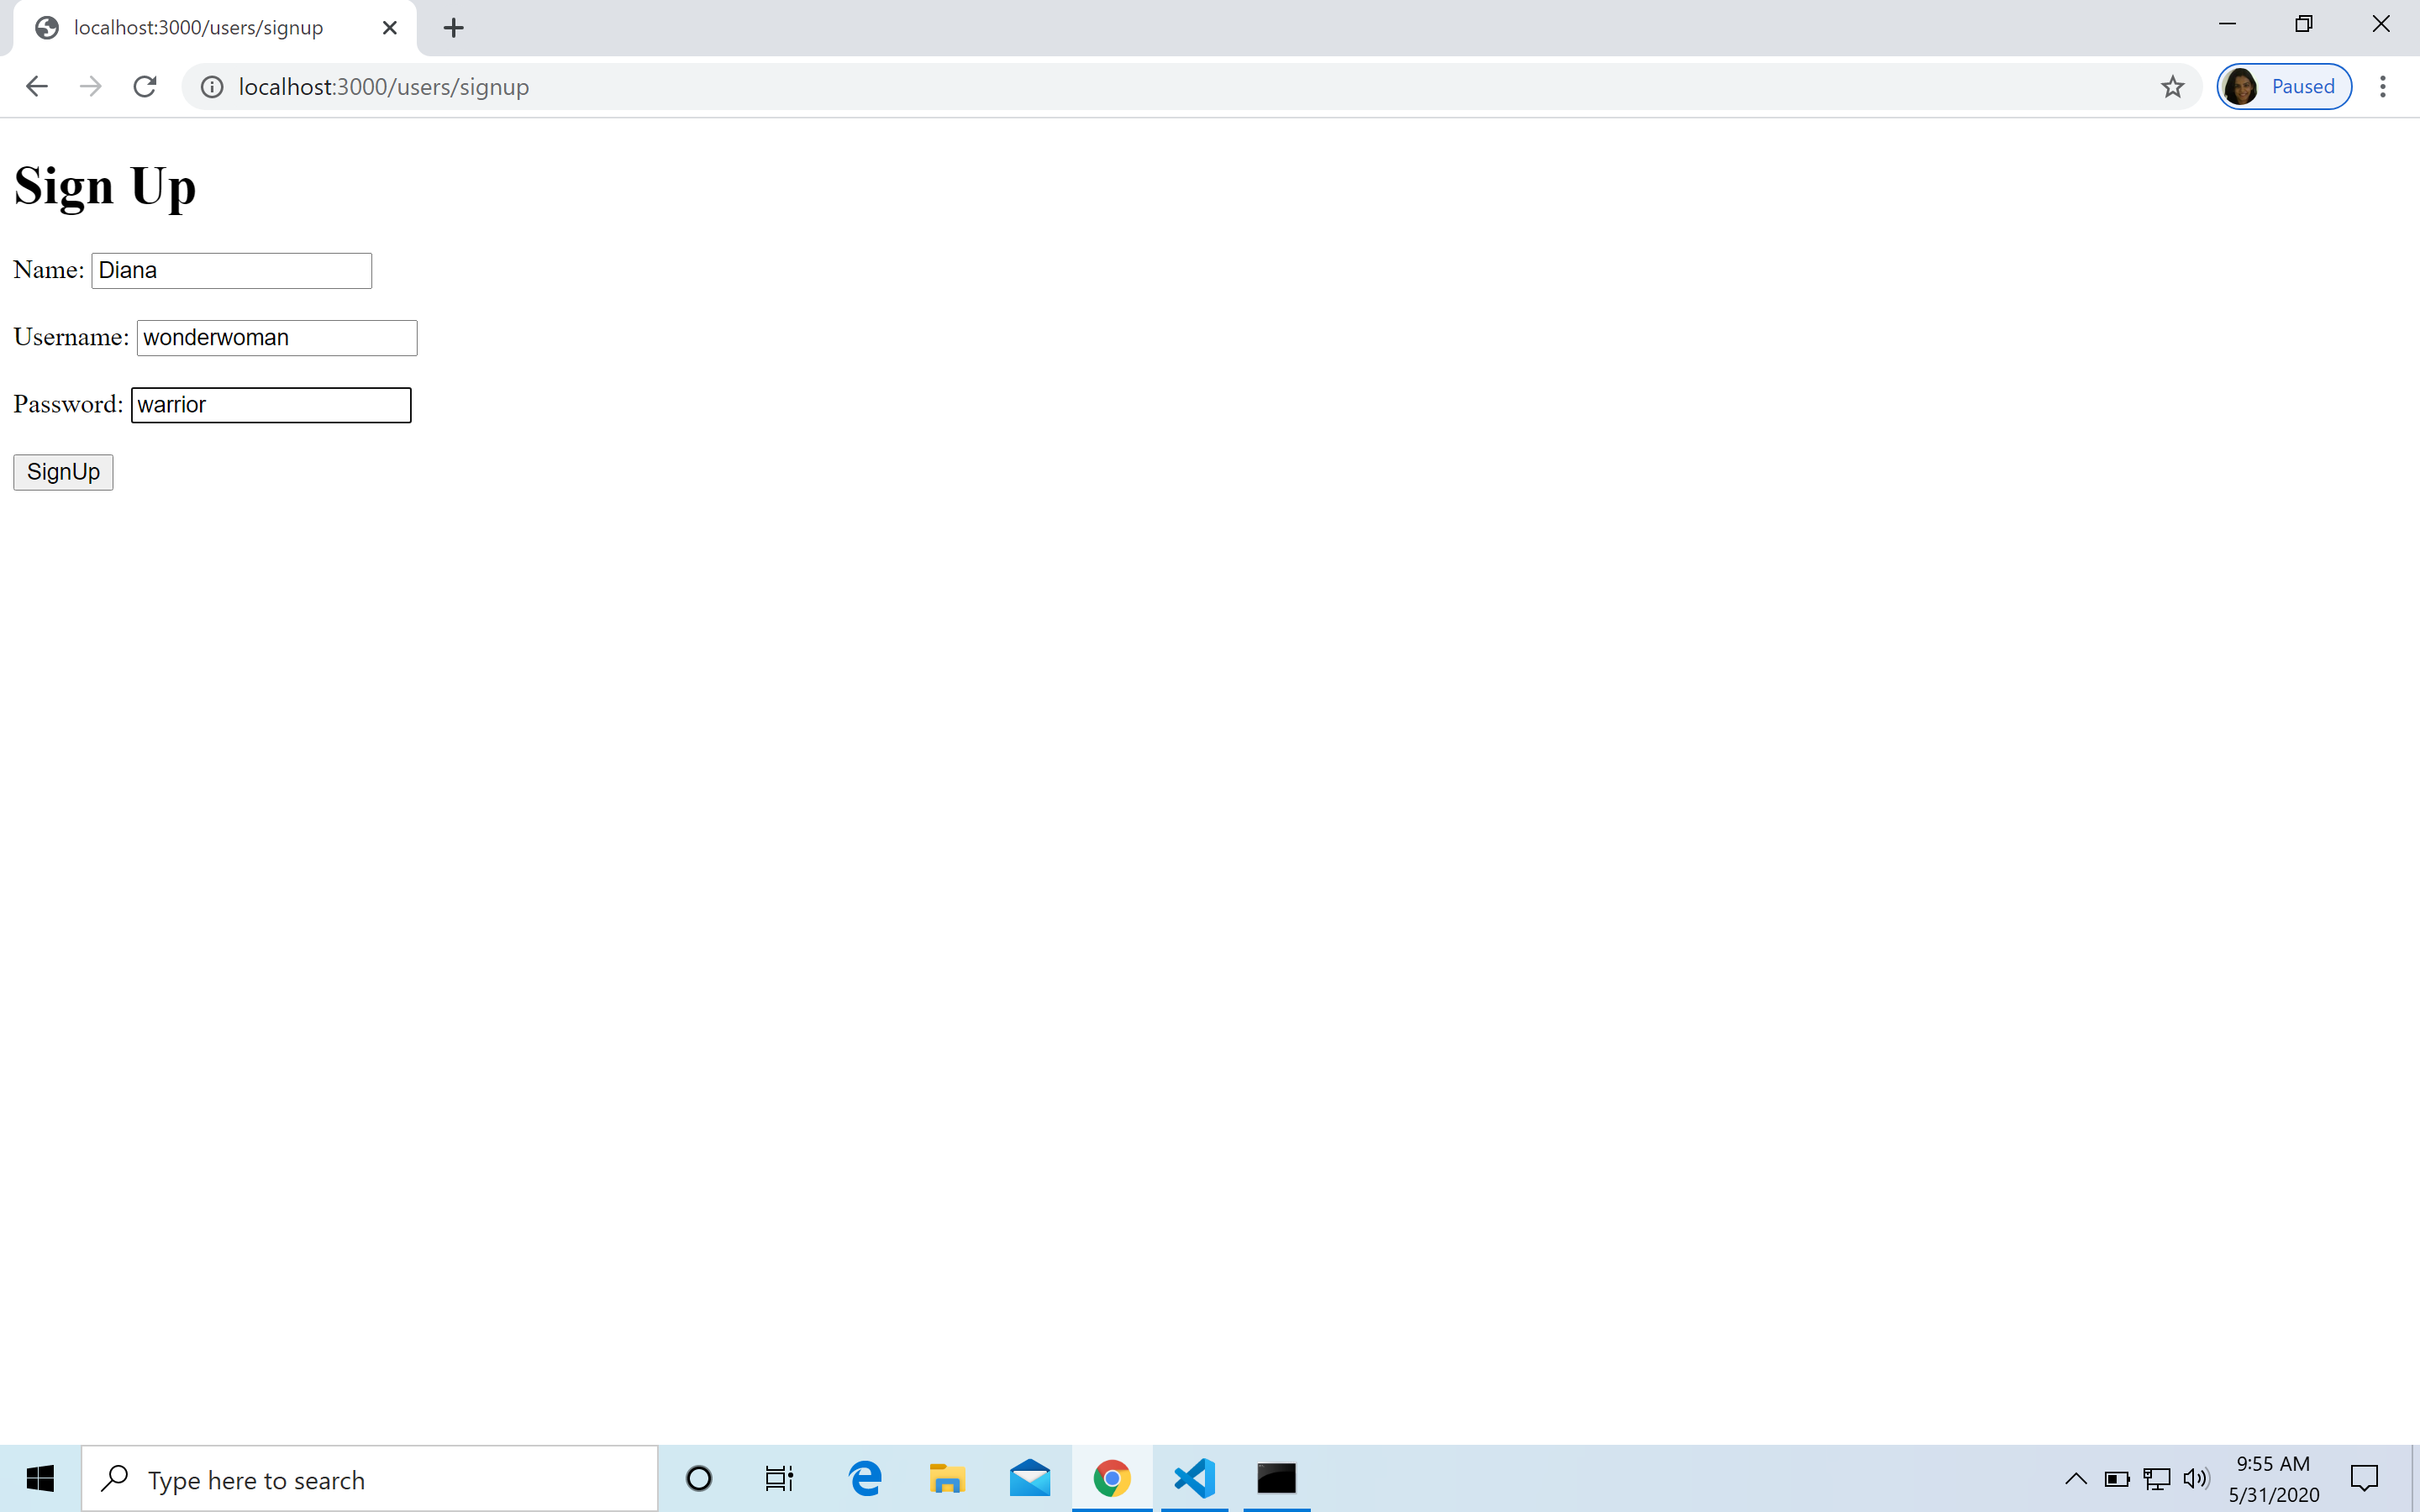 localhost:3000/users/signup
localhost:3000/users/signup
Paused
Sign Up
Name: Diana
Username: wonderwoman
Password: warrior
SignUp
Type here to search
9:55 AM
5/31/2020